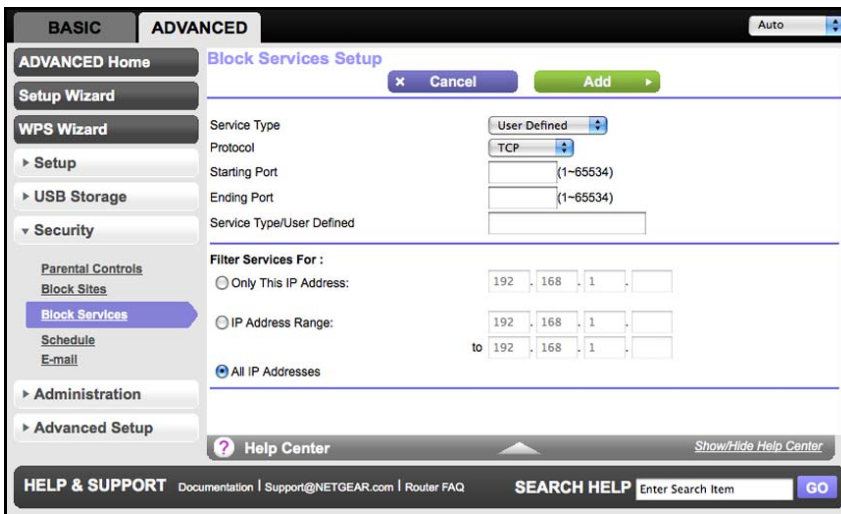 BASIC ADVANCED Auto
ADVANCED Home
Setup Wizard
WPS Wizard
Setup
USB Storage
Security
Parental Controls
Block Sites
Block Services
Schedule
E-mail
Administration
Advanced Setup
Block Services Setup
× Cancel Add
Service Type User Defined
Protocol TCP
Starting Port (1~65534)
Ending Port (1~65534)
Service Type/User Defined
Filter Services For :
Only This IP Address: 192 . 168 . 1 .
IP Address Range: 192 . 168 . 1 .
to 192 . 168 . 1 .
All IP Addresses
? Help Center Show/Hide Help Center
HELP & SUPPORT Documentation | Support@NETGEAR.com | Router FAQ SEARCH HELP Enter Search Item GO